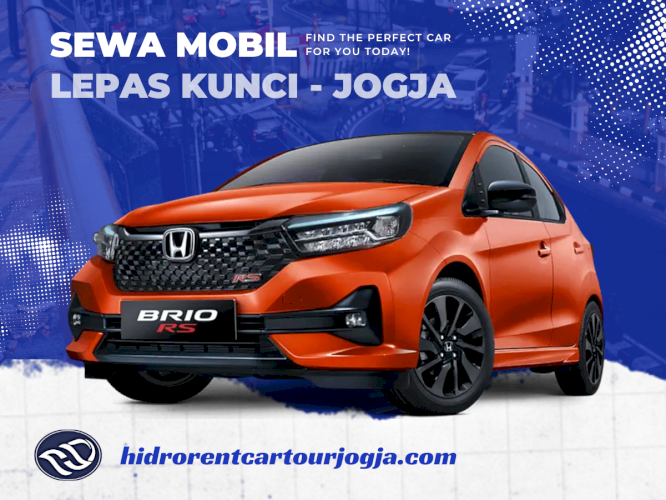 SEWA MOBIL
FIND THE PERFECT CAR
FOR YOU TODAY!
LEPAS KUNCI - JOGJA
RS
BRIO
RS
hidrorentcartourjogja.com